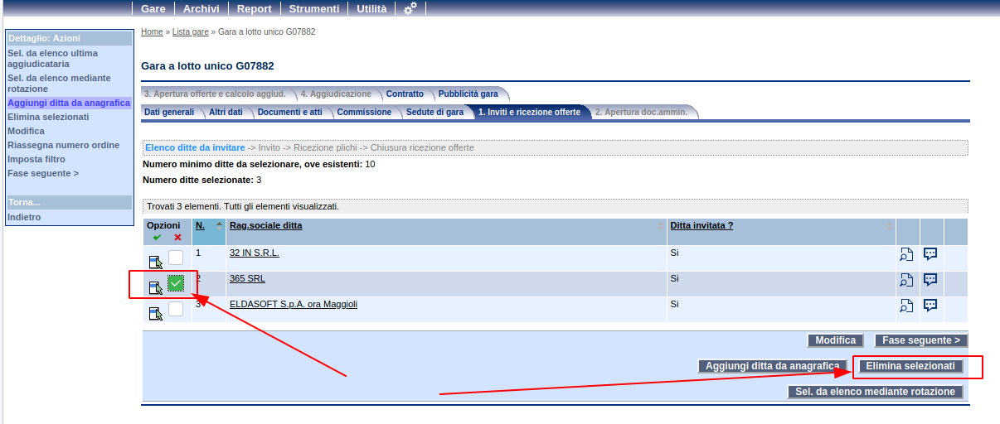 Gare Archivi Report Strumenti Utilità
Home » Lista gare » Gara a lotto unico G07882
Dettaglio: Azioni
Sel. da elenco ultima
aggiudicataria
Sel. da elenco mediante
rotazione
Aggiungi ditta da anagrafica
Elimina selezionati
Modifica
Riassegna numero ordine
Imposta filtro
Fase seguente >
Torna...
Indietro
Gara a lotto unico G07882
3. Apertura offerte e calcolo aggiud. 4. Aggiudicazione Contratto Pubblicità gara
Dati generali Altri dati Documenti e atti Commissione Sedute di gara 1. Inviti e ricezione offerte 2. Apertura doc.ammin.
Elenco ditte da invitare -> Invito -> Ricezione plichi -> Chiusura ricezione offerte
Numero minimo ditte da selezionare, ove esistenti: 10
Numero ditte selezionate: 3
Trovati 3 elementi. Tutti gli elementi visualizzati.
Opzioni N. Rag.sociale ditta Ditta invitata ?
1 32 IN S.R.L. Si
2 365 SRL Si
3 ELDASOFT S.p.A. ora Maggioli Si
Modifica Fase seguente >
Aggiungi ditta da anagrafica Elimina selezionati
Sel. da elenco mediante rotazione